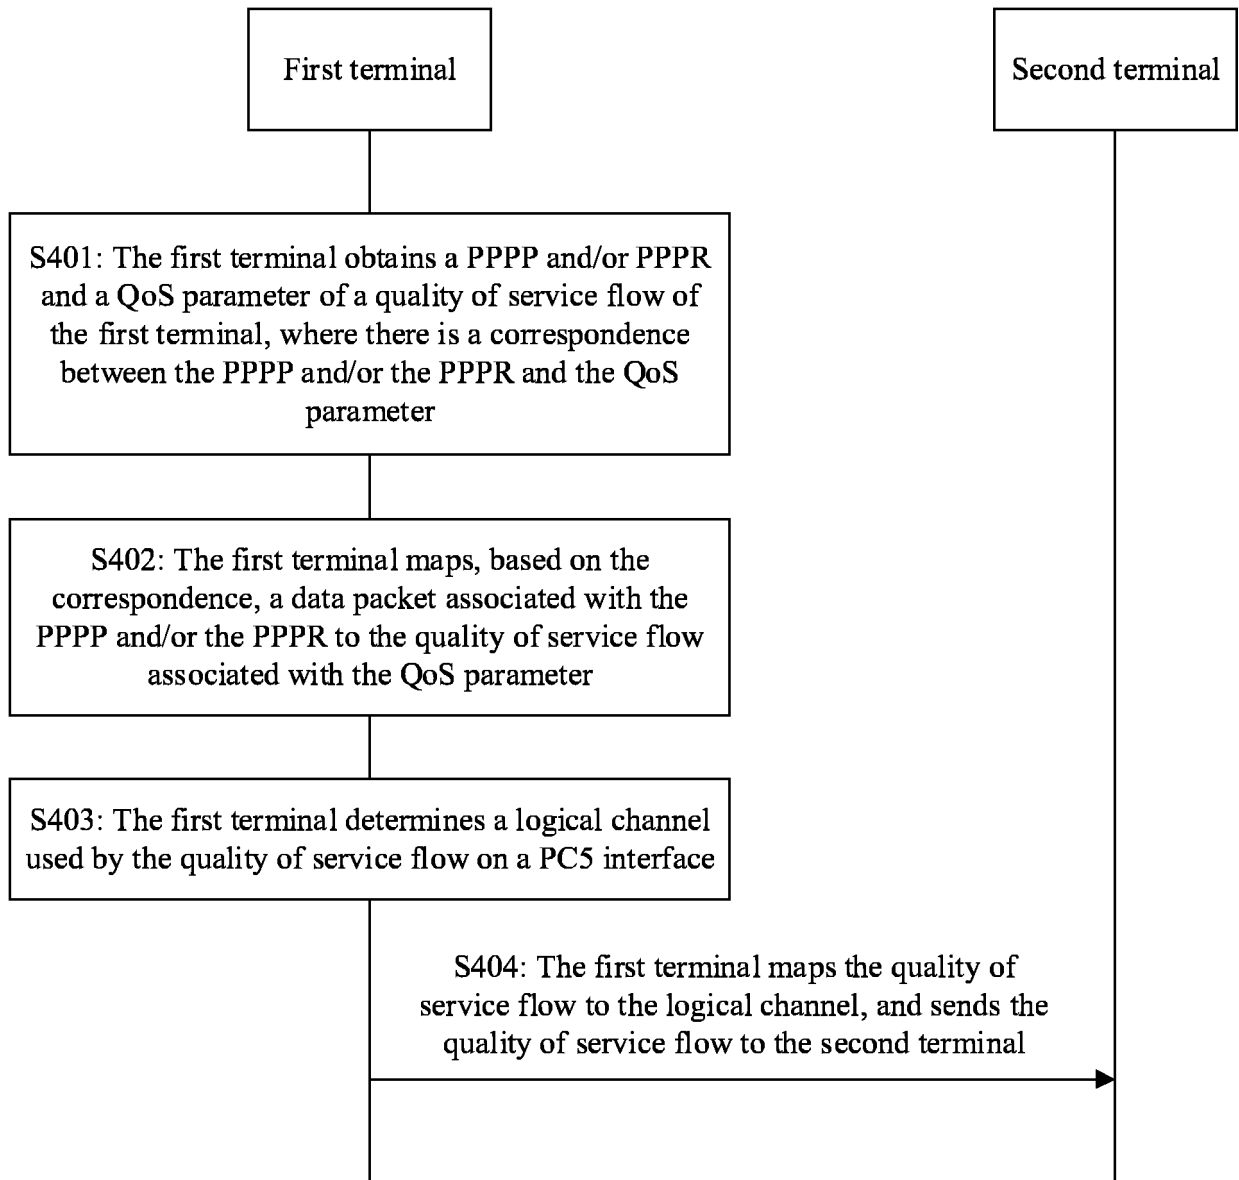 First terminal
Second terminal
S401: The first terminal obtains a PPPP and/or PPPR
and a QoS parameter of a quality of service flow of
the first terminal, where there is a correspondence
between the PPPP and/or the PPPR and the QoS
parameter
S402: The first terminal maps, based on the
correspondence, a data packet associated with the
PPPP and/or the PPPR to the quality of service flow
associated with the QoS parameter
S403: The first terminal determines a logical channel
used by the quality of service flow on a PC5 interface
S404: The first terminal maps the quality of
service flow to the logical channel, and sends the
quality of service flow to the second terminal